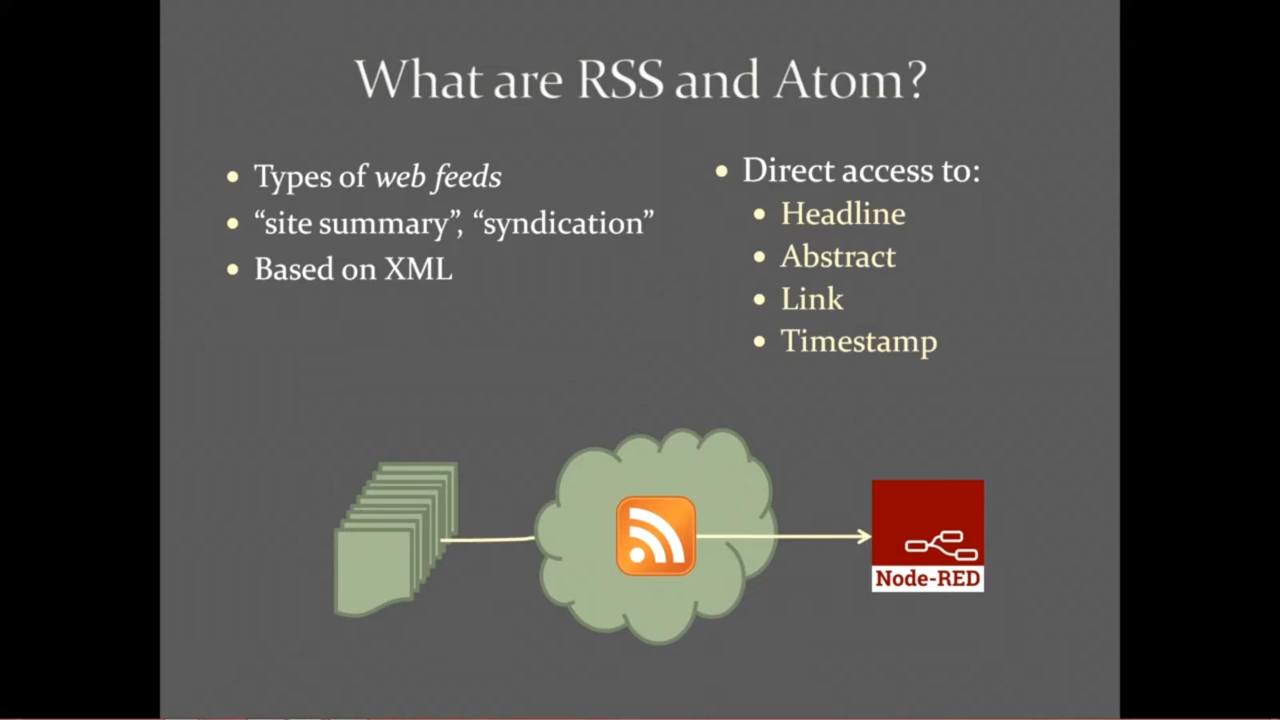 What are RSS and Atom?
• Types of web feeds
• “site summary”, “syndication”
• Based on XML
• Direct access to:
• Headline
• Abstract
• Link
• Timestamp
Node-RED